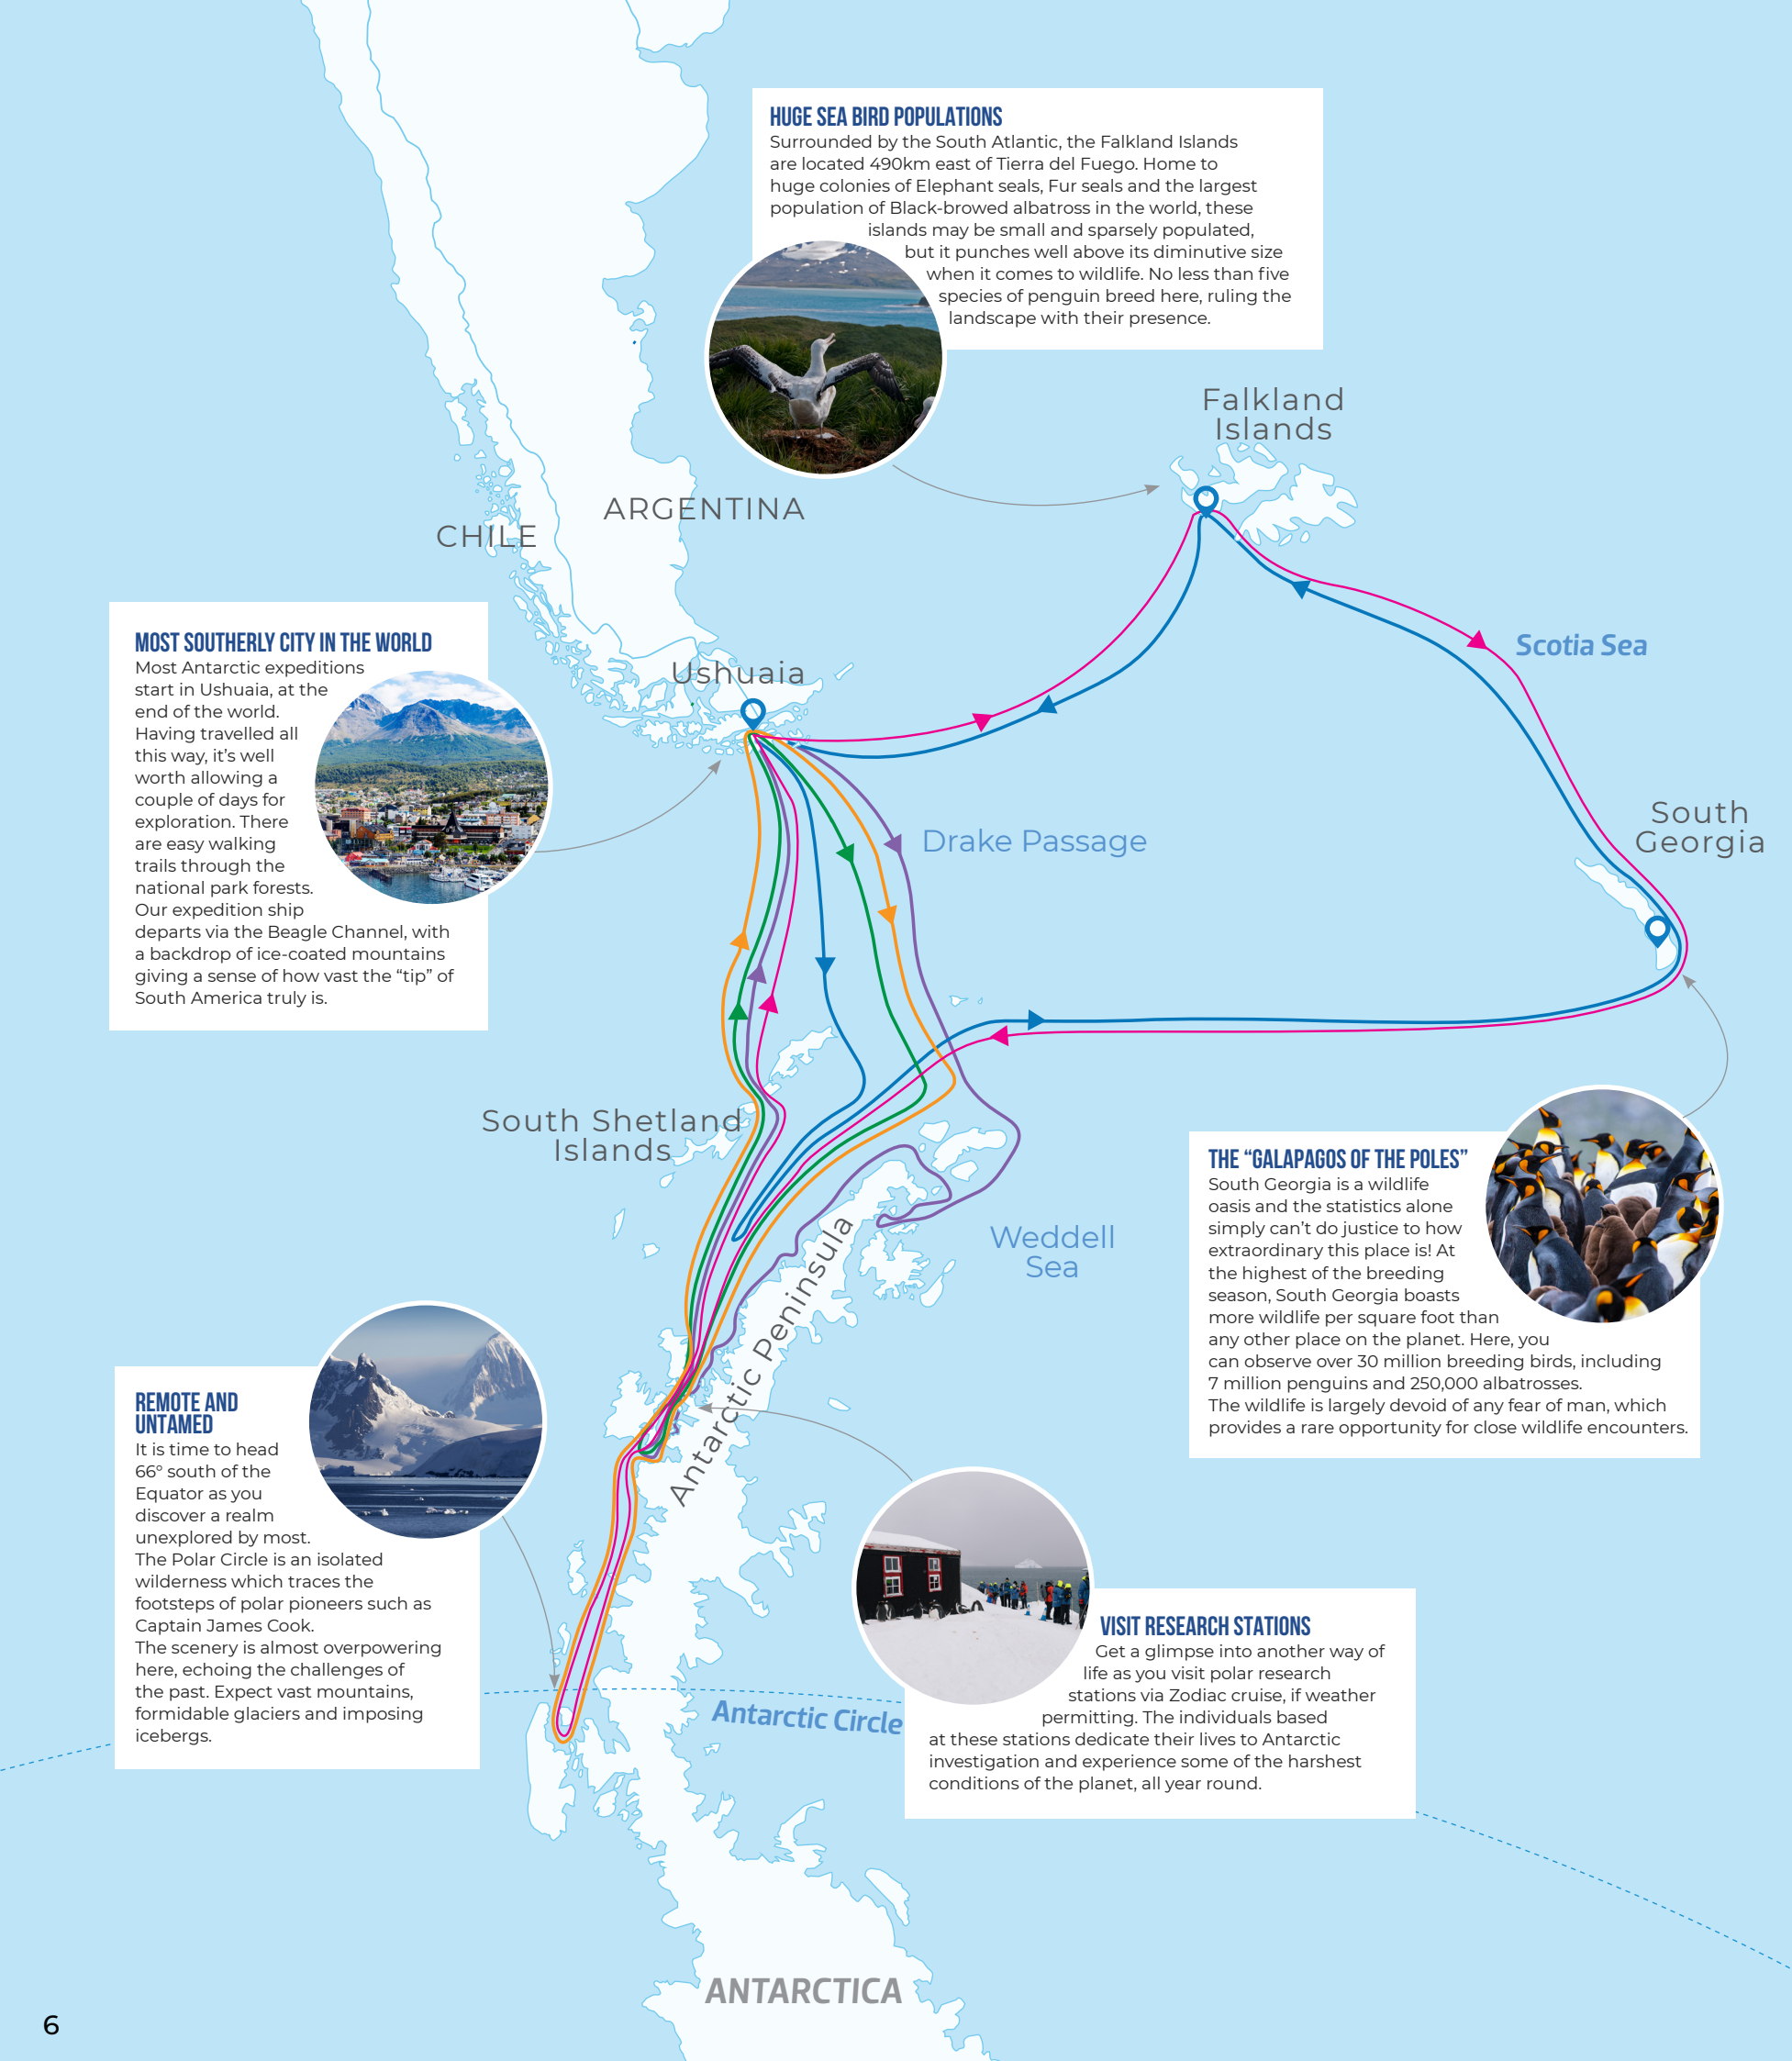 HUGE SEA BIRD POPULATIONS
Surrounded by the South Atlantic, the Falkland Islands
are located 490km east of Tierra del Fuego. Home to
huge colonies of Elephant seals, Fur seals and the largest
population of Black-browed albatross in the world, these
islands may be small and sparsely populated,
but it punches well above its diminutive size
when it comes to wildlife. No less than five
species of penguin breed here, ruling the
landscape with their presence.
Falkland
Islands
ARGENTINA
CHILE
MOST SOUTHERLY CITY IN THE WORLD
Most Antarctic expeditions
start in Ushuaia, at the
end of the world.
Having travelled all
this way, it’s well
worth allowing a
couple of days for
exploration. There
are easy walking
trails through the
national park forests.
Our expedition ship
departs via the Beagle Channel, with
a backdrop of ice-coated mountains
giving a sense of how vast the “tip” of
South America truly is.
Ushuaia
Scotia Sea
Drake Passage
South
Georgia
South Shetland
Islands
THE “GALAPAGOS OF THE POLES”
South Georgia is a wildlife
oasis and the statistics alone
simply can’t do justice to how
extraordinary this place is! At
the highest of the breeding
season, South Georgia boasts
more wildlife per square foot than
any other place on the planet. Here, you
can observe over 30 million breeding birds, including
7 million penguins and 250,000 albatrosses.
The wildlife is largely devoid of any fear of man, which
provides a rare opportunity for close wildlife encounters.
Weddell
Sea
Antarctic Peninsula
REMOTE AND
UNTAMED
It is time to head
66° south of the
Equator as you
discover a realm
unexplored by most.
The Polar Circle is an isolated
wilderness which traces the
footsteps of polar pioneers such as
Captain James Cook.
The scenery is almost overpowering
here, echoing the challenges of
the past. Expect vast mountains,
formidable glaciers and imposing
icebergs.
VISIT RESEARCH STATIONS
Get a glimpse into another way of
life as you visit polar research
stations via Zodiac cruise, if weather
permitting. The individuals based
at these stations dedicate their lives to Antarctic
investigation and experience some of the harshest
conditions of the planet, all year round.
Antarctic Circle
ANTARCTICA
6